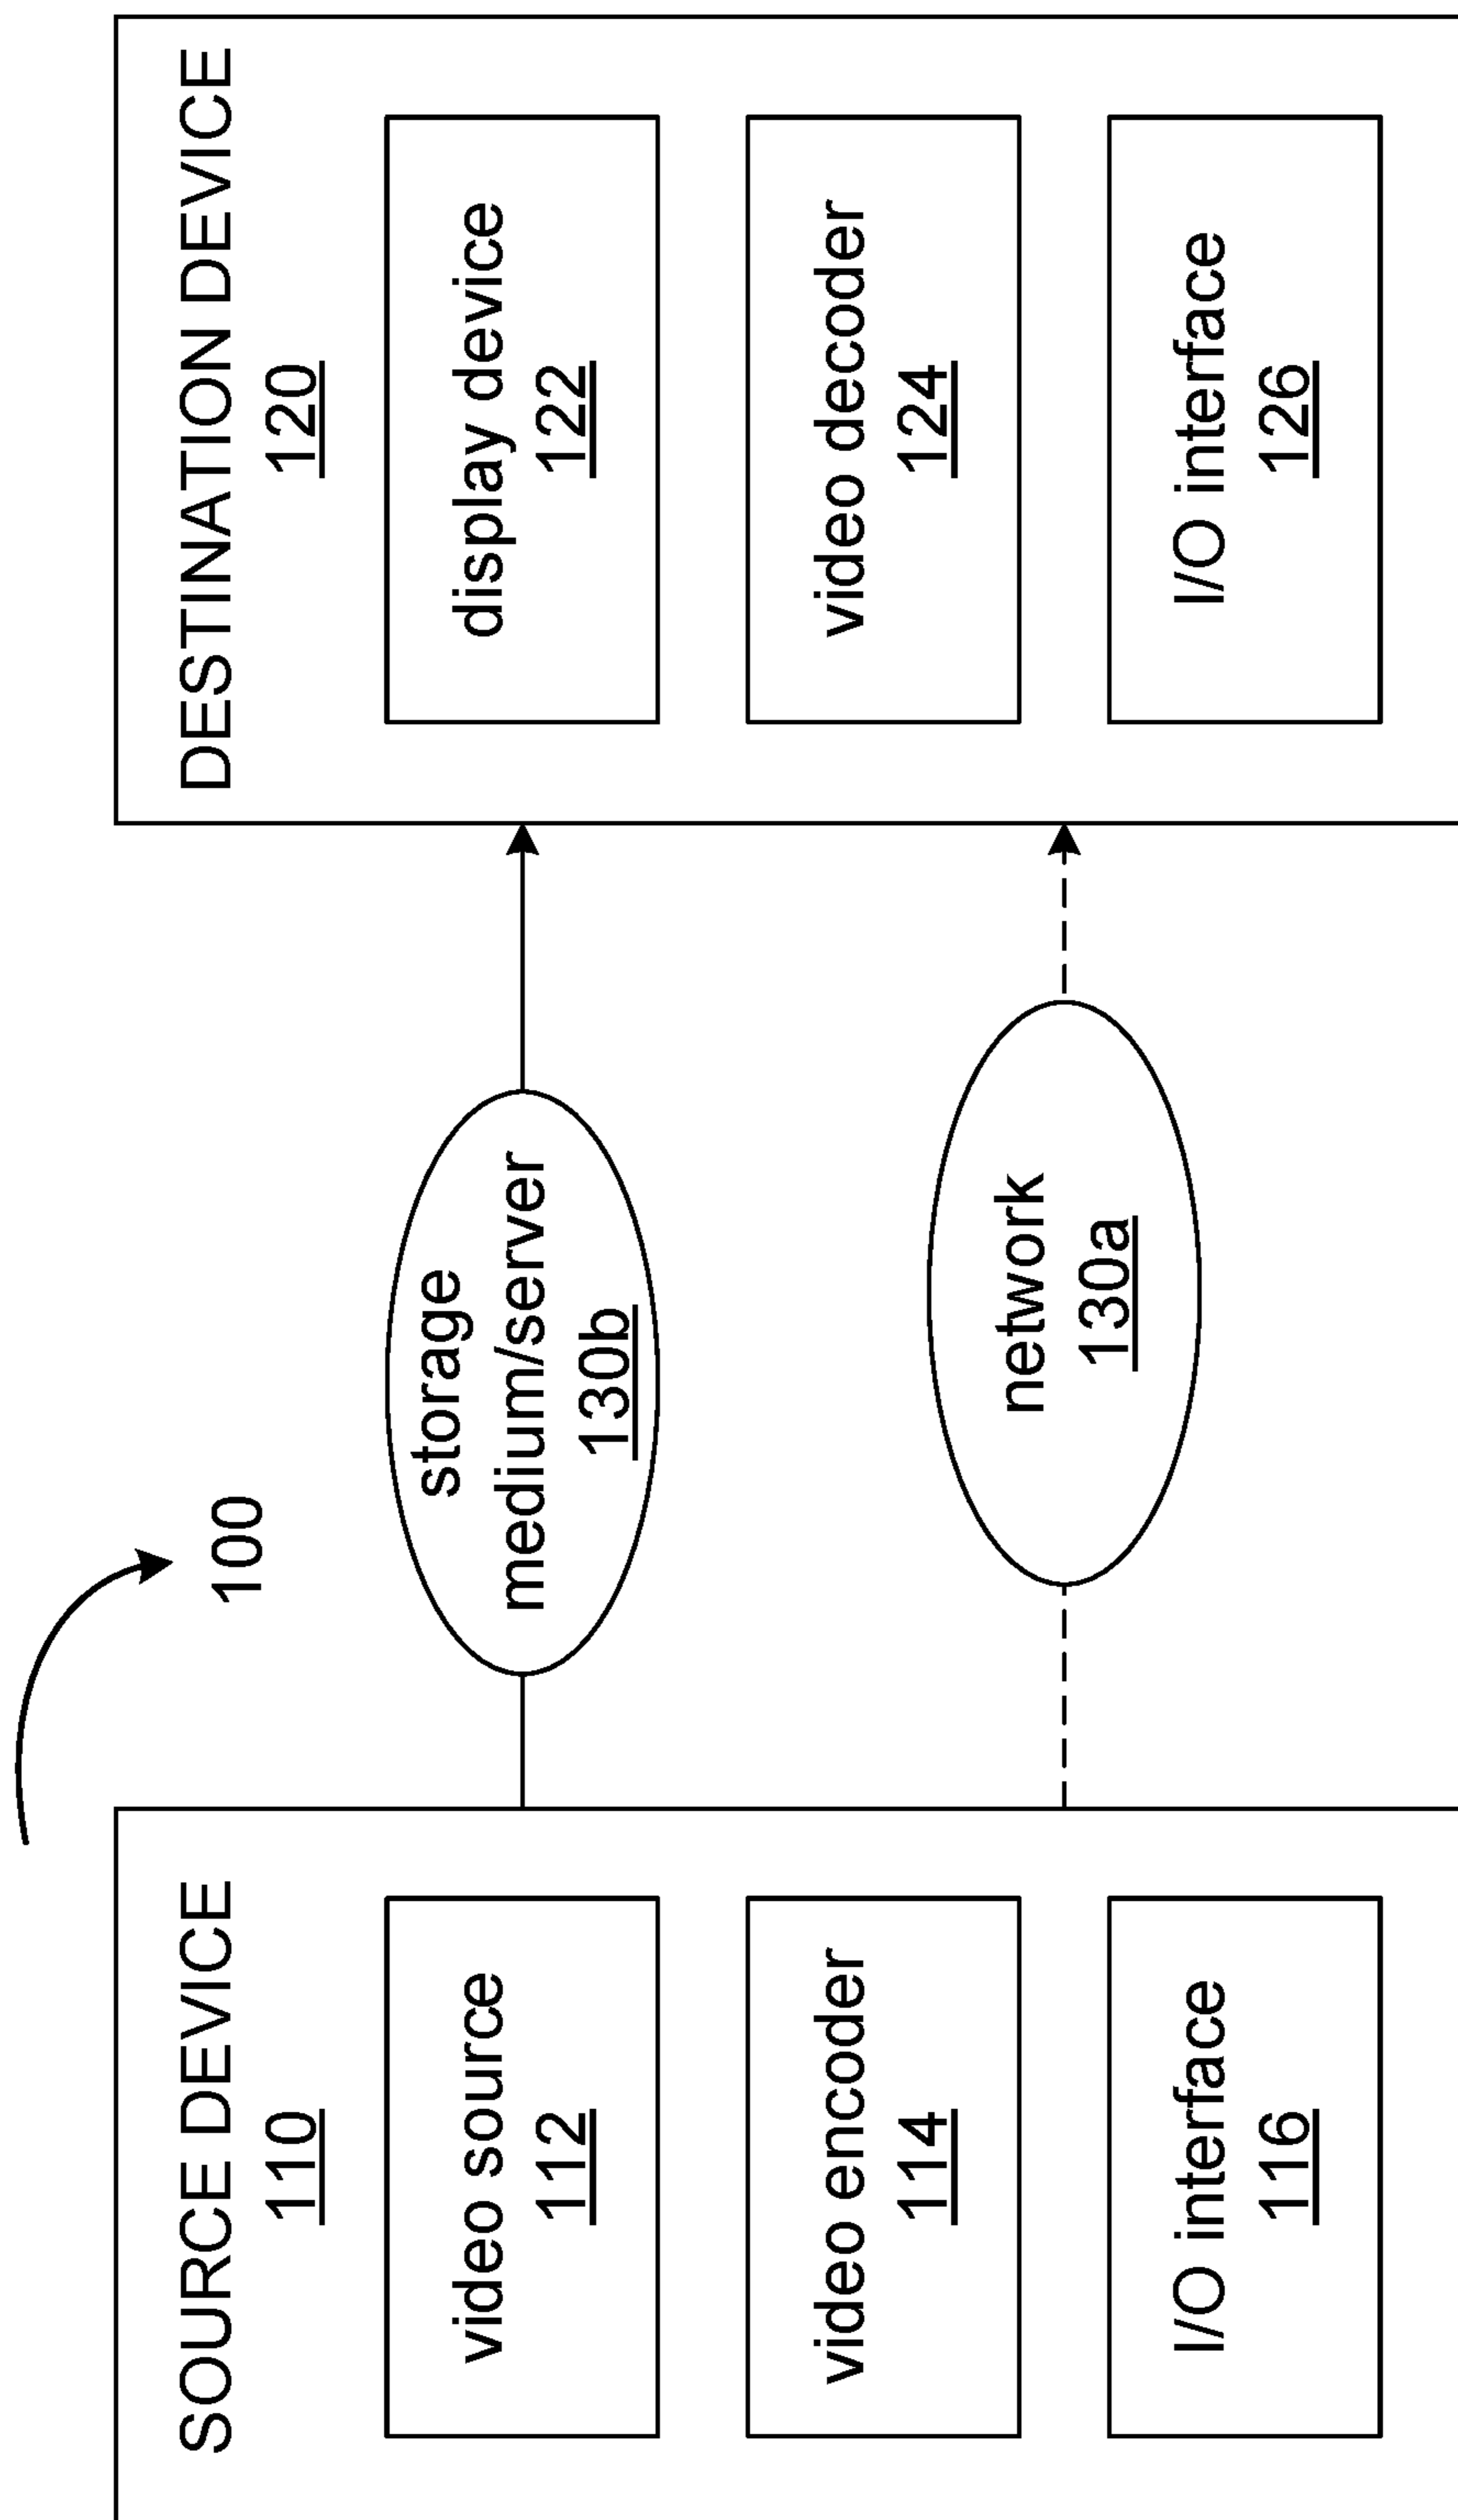 100
SOURCE DEVICE
110
video source
112
video encoder
114
I/O interface
116
storage
medium/server
130b
network
130a
DESTINATION DEVICE
120
display device
122
video decoder
124
I/O interface
126